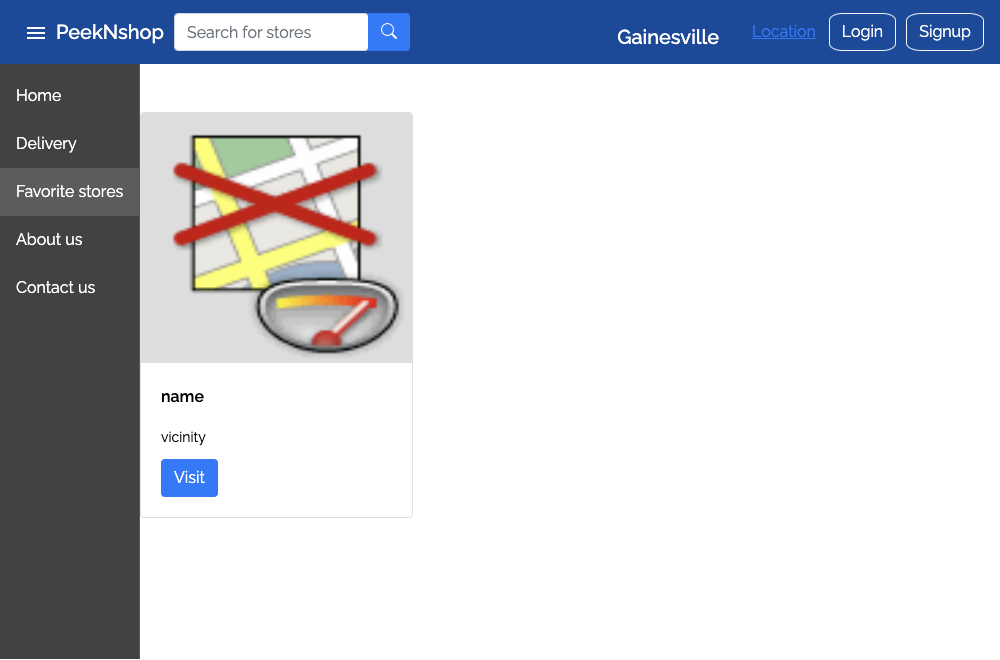 PeekNshop
Search for stores
Gainesville
Location
Login
Signup
Home
Delivery
Favorite stores
About us
Contact us
name
vicinity
Visit